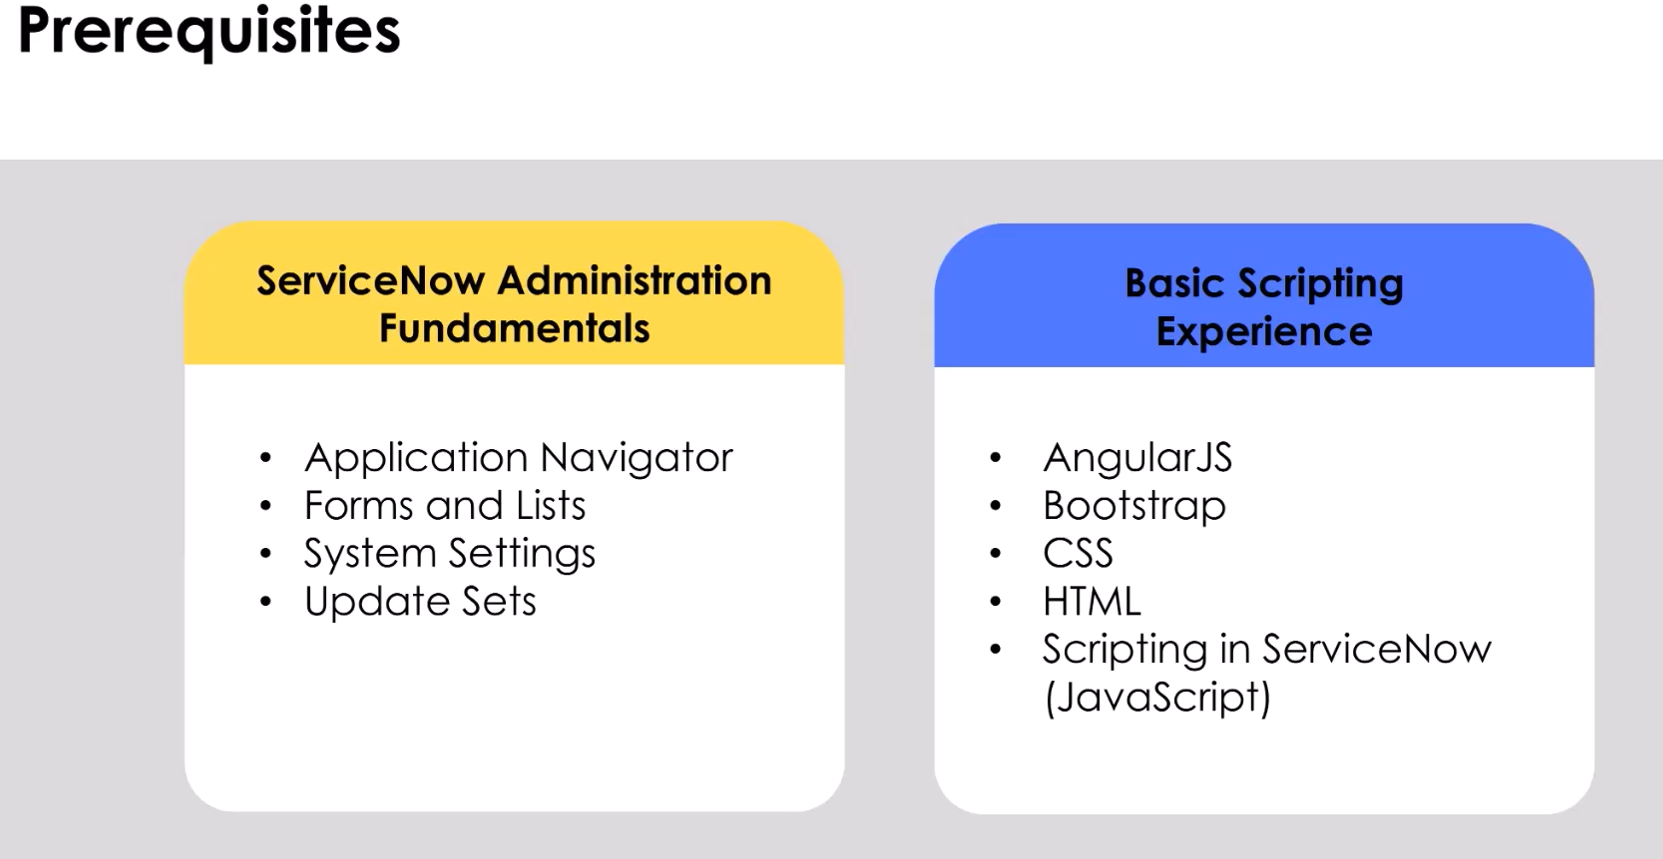 Prerequisites
ServiceNow Administration
Fundamentals
• Application Navigator
• Forms and Lists
• System Settings
• Update Sets
Basic Scripting
Experience
• AngularJS
• Bootstrap
• CSS
• HTML
• Scripting in ServiceNow
(JavaScript)